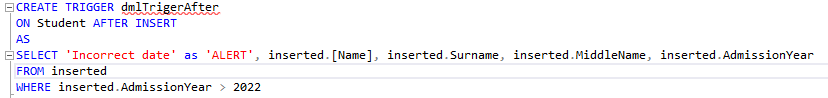 CREATE TRIGGER dmlTrigerAfter
ON Student AFTER INSERT
AS
SELECT 'Incorrect date' as 'ALERT', inserted.[Name], inserted.Surname, inserted.MiddleName, inserted.AdmissionYear
FROM inserted
WHERE inserted.AdmissionYear > 2022